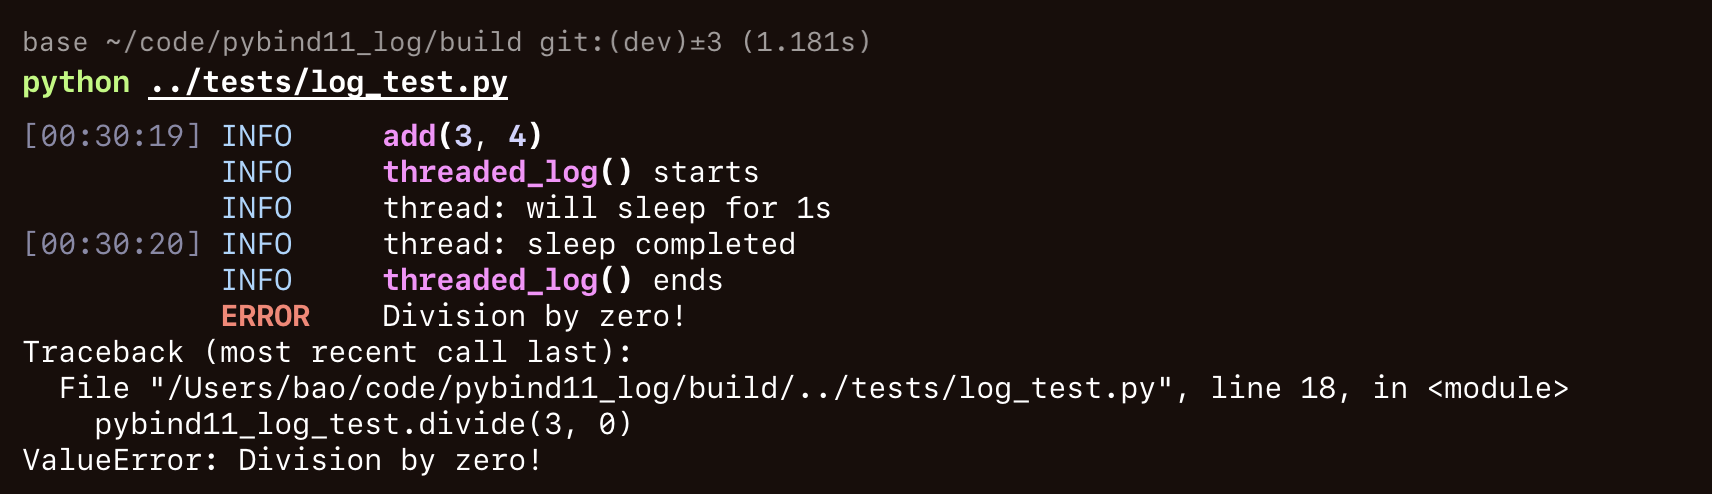 base ~/code/pybind11_log/build git:(dev)±3 (1.181s)
python ../tests/log_test.py
[00:30:19] INFO     add(3, 4)
           INFO     threaded_log() starts
           INFO     thread: will sleep for 1s
[00:30:20] INFO     thread: sleep completed
           INFO     threaded_log() ends
           ERROR    Division by zero!
Traceback (most recent call last):
  File "/Users/bao/code/pybind11_log/build/../tests/log_test.py", line 18, in <module>
    pybind11_log_test.divide(3, 0)
ValueError: Division by zero!